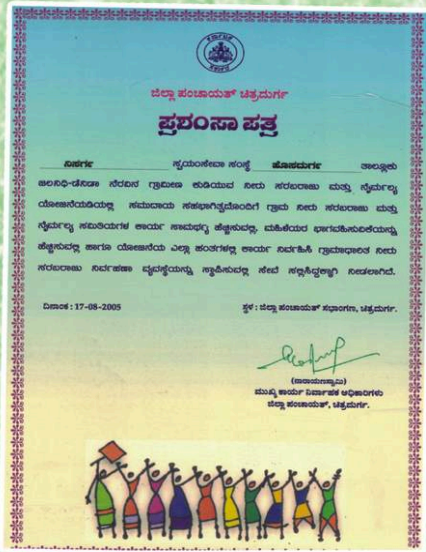 ಜಿಲ್ಲಾ ಪಂಚಾಯತ್ ಚಿತ್ರದುರ್ಗ
ಪ್ರಶಂಸಾ ಪತ್ರ
ನಿಸರ್ಗ ಸ್ವಯಂಸೇವಾ ಸಂಸ್ಥೆ ಹೊಸದುರ್ಗ ತಾಲ್ಲೂಕು
ಜಲನಿಧಿ-ಡೆನಿಡಾ ನೆರವಿನ ಗ್ರಾಮೀಣ ಕುಡಿಯುವ ನೀರು ಸರಬರಾಜು ಮತ್ತು ನೈರ್ಮಲ್ಯ
ಯೋಜನೆಯಡಿಯಲ್ಲಿ ಸಮುದಾಯ ಸಹಭಾಗಿತ್ವದೊಂದಿಗೆ ಗ್ರಾಮ ನೀರು ಸರಬರಾಜು ಮತ್ತು
ನೈರ್ಮಲ್ಯ ಸಮಿತಿಯಗಳ ಕಾರ್ಯ ಸಾಮರ್ಥ್ಯ ಹೆಚ್ಚಿಸುವಲ್ಲಿ, ಮಹಿಳೆಯರ ಭಾಗವಹಿಸುವಿಕೆಯನ್ನು
ಹೆಚ್ಚಿಸುವಲ್ಲಿ ಹಾಗೂ ಯೋಜನೆಯ ಎಲ್ಲಾ ಹಂತಗಳಲ್ಲಿ ಕಾರ್ಯ ನಿರ್ವಹಿಸಿ ಗ್ರಾಮಾಧಾರಿತ ನೀರು
ಸರಬರಾಜು ನಿರ್ವಹಣಾ ವ್ಯವಸ್ಥೆಯನ್ನು ಸ್ಥಾಪಿಸುವಲ್ಲಿ ಸೇವೆ ಸಲ್ಲಿಸಿದ್ದಕ್ಕಾಗಿ ನೀಡಲಾಗಿದೆ.
ದಿನಾಂಕ : 17-08-2005 ಸ್ಥಳ : ಜಿಲ್ಲಾ ಪಂಚಾಯತ್ ಸಭಾಂಗಣ, ಚಿತ್ರದುರ್ಗ.
(ನಾರಾಯಣಸ್ವಾಮಿ)
ಮುಖ್ಯ ಕಾರ್ಯ ನಿರ್ವಾಹಕ ಅಧಿಕಾರಿಗಳು
ಜಿಲ್ಲಾ ಪಂಚಾಯತ್, ಚಿತ್ರದುರ್ಗ.